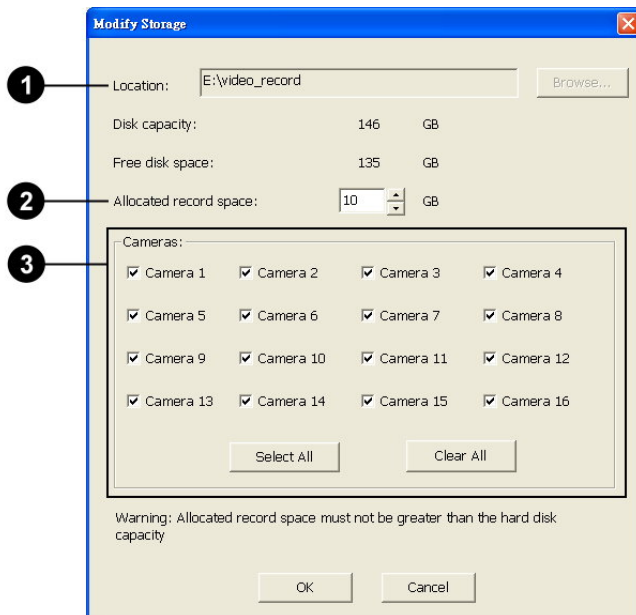 Modify Storage
1
Location: E:\video_record Browse...
Disk capacity: 146 GB
Free disk space: 135 GB
2
Allocated record space: 10 GB
3
Cameras:
Camera 1 Camera 2 Camera 3 Camera 4
Camera 5 Camera 6 Camera 7 Camera 8
Camera 9 Camera 10 Camera 11 Camera 12
Camera 13 Camera 14 Camera 15 Camera 16
Select All Clear All
Warning: Allocated record space must not be greater than the hard disk
capacity
OK Cancel